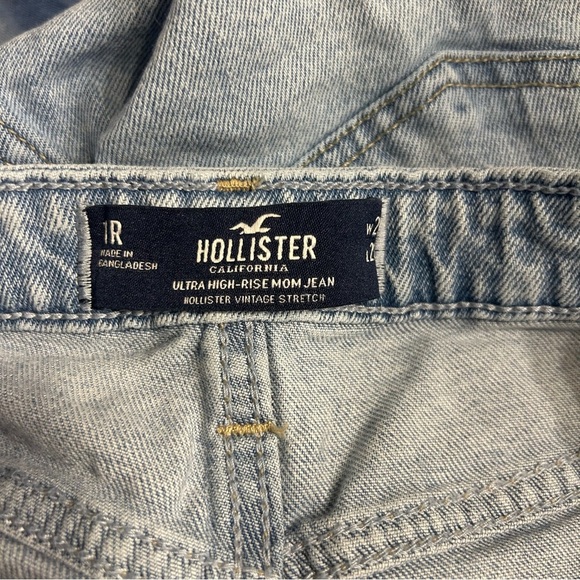 1R
MADE IN
BANGLADESH
HOLLISTER
CALIFORNIA
ULTRA HIGH-RISE MOM JEAN
HOLLISTER VINTAGE STRETCH